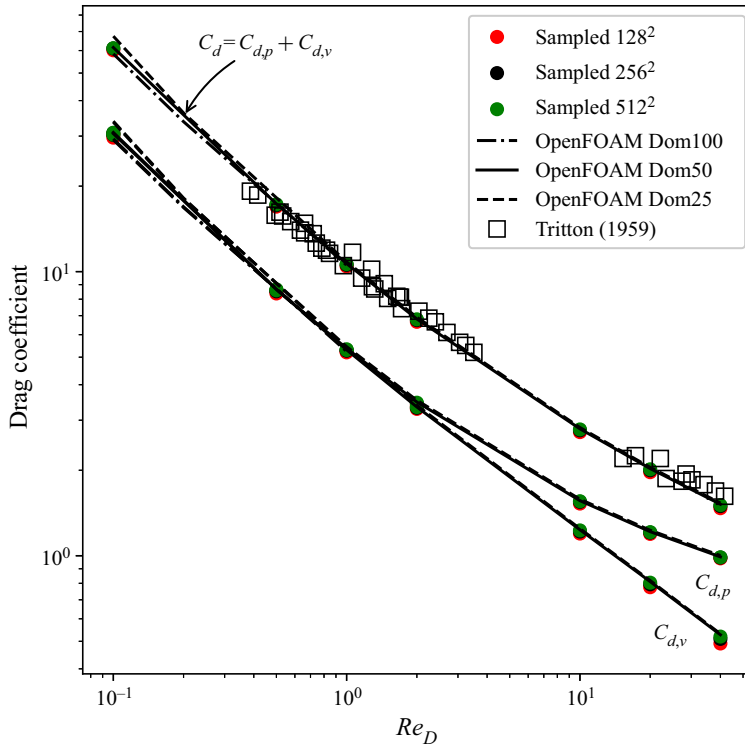 C_d = C_{d,p} + C_{d,v}
Sampled 128²
Sampled 256²
Sampled 512²
OpenFOAM Dom100
OpenFOAM Dom50
OpenFOAM Dom25
Tritton (1959)
Drag coefficient
10¹
10⁰
C_{d,p}
C_{d,v}
10⁻¹ 10⁰ 10¹
Re_D